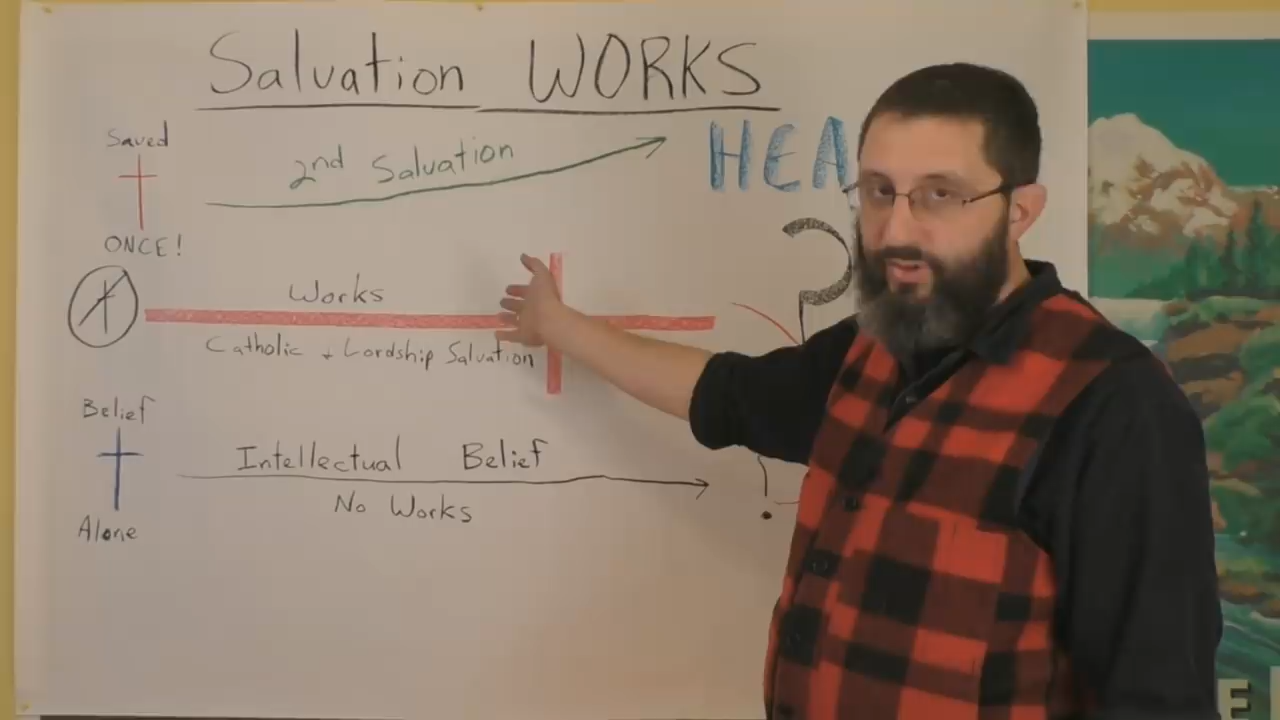 Salvation WORKS
Saved
ONCE!
2nd Salvation
HEA
?
Works
Catholic + Lordship Salvation
Belief
Alone
Intellectual Belief
No Works
E